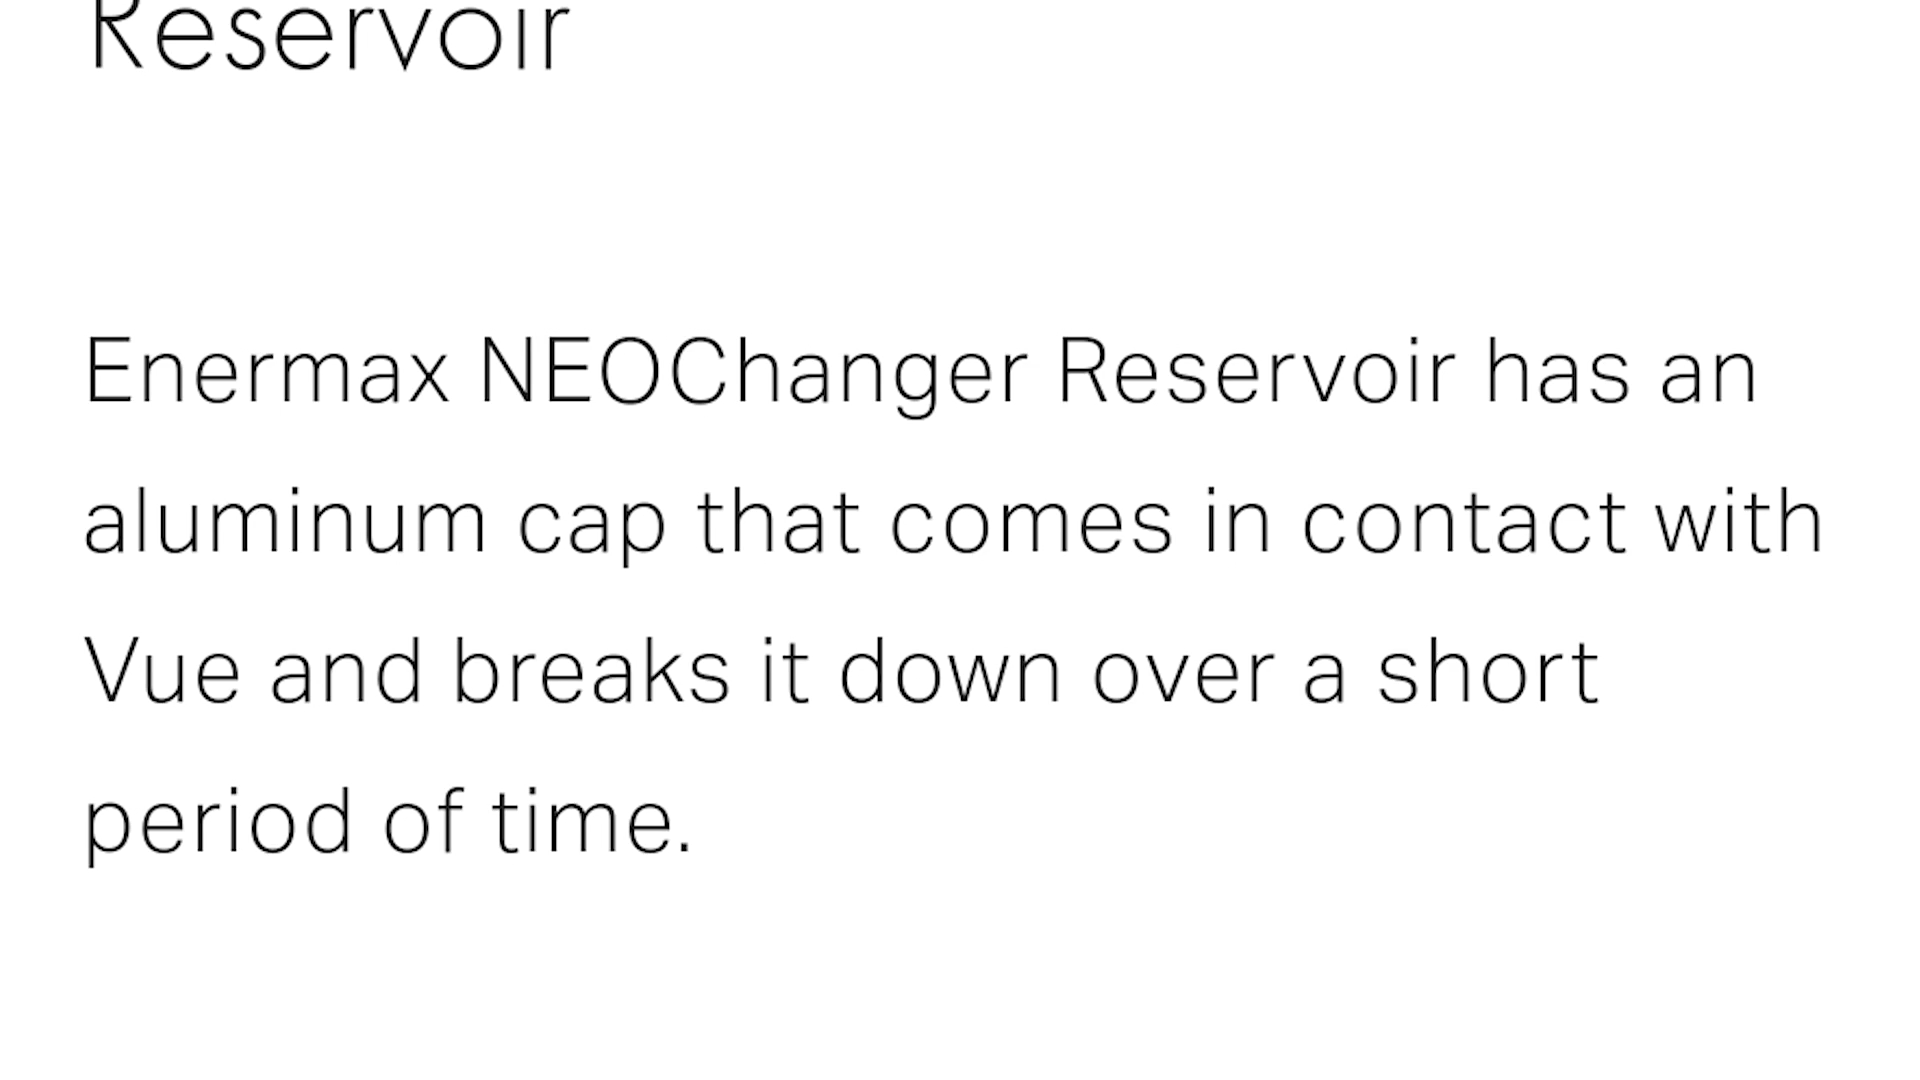 Reservoir
Enermax NEOChanger Reservoir has an
aluminum cap that comes in contact with
Vue and breaks it down over a short
period of time.